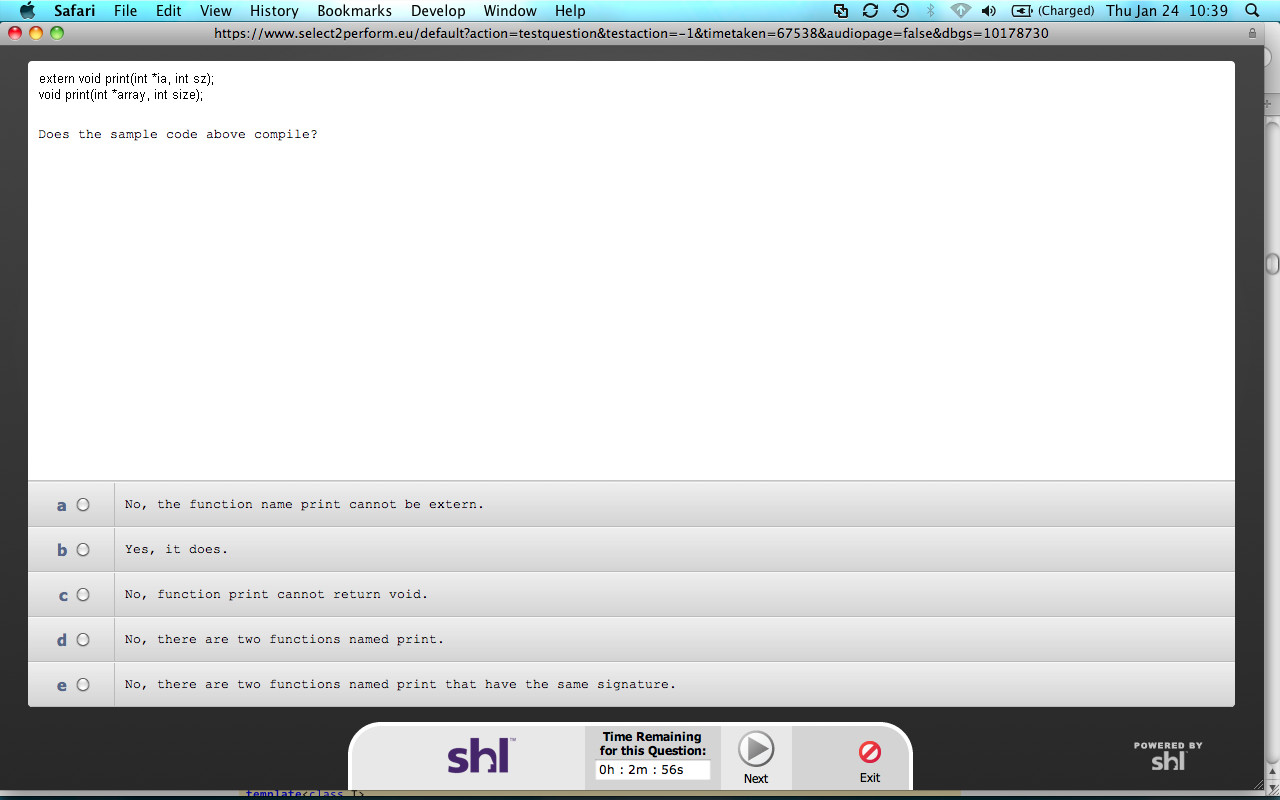 Safari File Edit View History Bookmarks Develop Window Help (Charged) Thu Jan 24 10:39
https://www.select2perform.eu/default?action=testquestion&testaction=-1&timetaken=67538&audiopage=false&dbgs=10178730
extern void print(int *ia, int sz);
void print(int *array, int size);
Does the sample code above compile?
a No, the function name print cannot be extern.
b Yes, it does.
c No, function print cannot return void.
d No, there are two functions named print.
e No, there are two functions named print that have the same signature.
shl™
Time Remaining
for this Question:
0h : 2m : 56s
Next
Exit
POWERED BY
shl
template<class T>